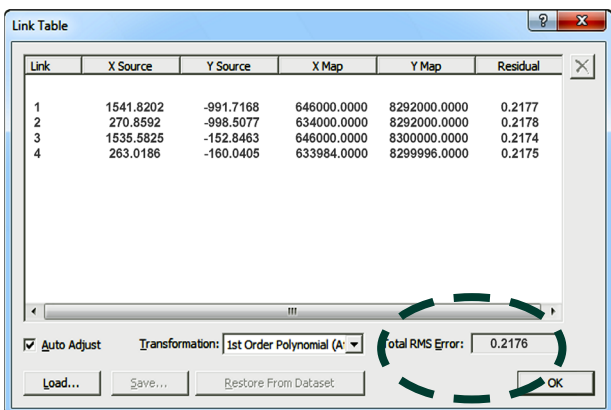 Link Table
Link X Source Y Source X Map Y Map Residual
1 1541.8202 -991.7168 646000.0000 8292000.0000 0.2177
2 270.8592 -998.5077 634000.0000 8292000.0000 0.2178
3 1535.5825 -152.8463 646000.0000 8300000.0000 0.2174
4 263.0186 -160.0405 633984.0000 8299996.0000 0.2175
Auto Adjust Transformation: 1st Order Polynomial (A Total RMS Error: 0.2176
Load... Save... Restore From Dataset OK